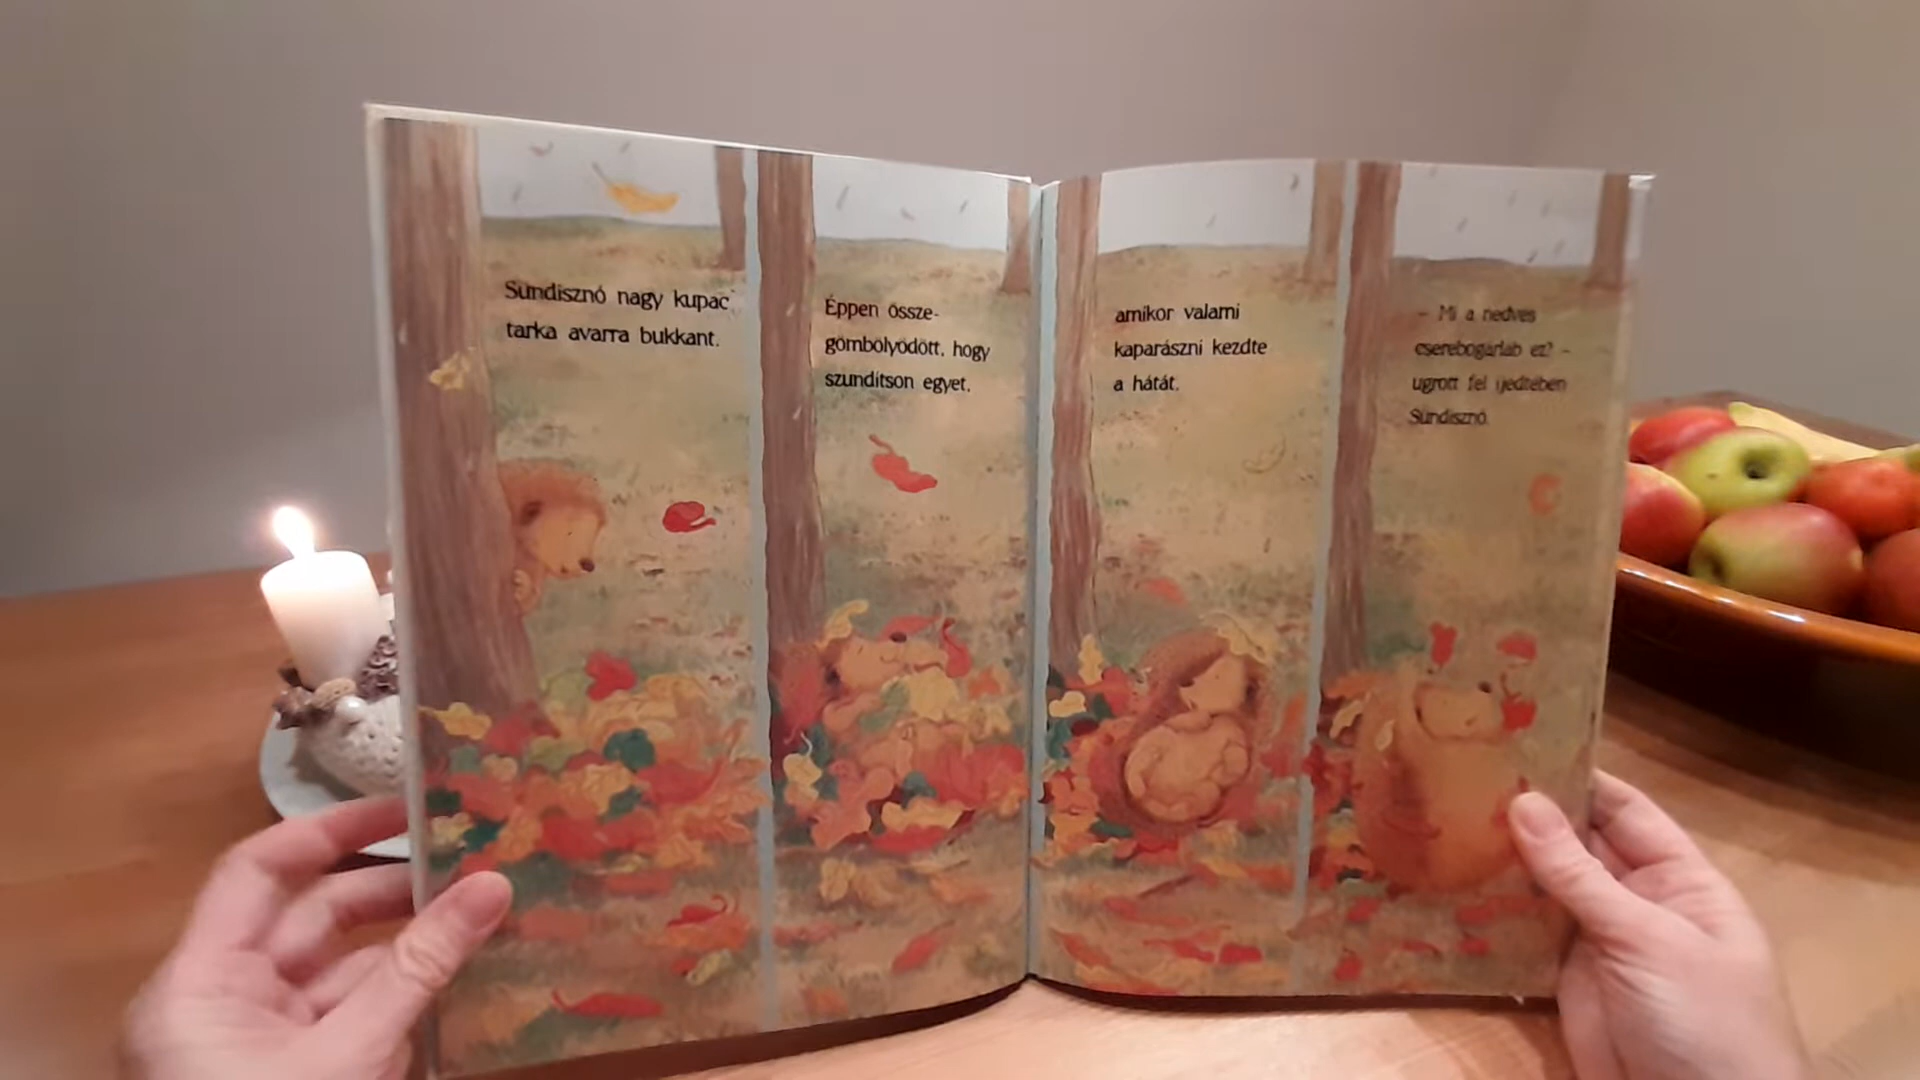 Sündisznó nagy kupac
tarka avarra bukkant.
Éppen össze-
gömbölyödött, hogy
szundítson egyet,
amikor valami
kaparászni kezdte
a hátát.
– Mi a nedves
cserebogárláb ez? –
ugrott fel ijedtében
Sündisznó.